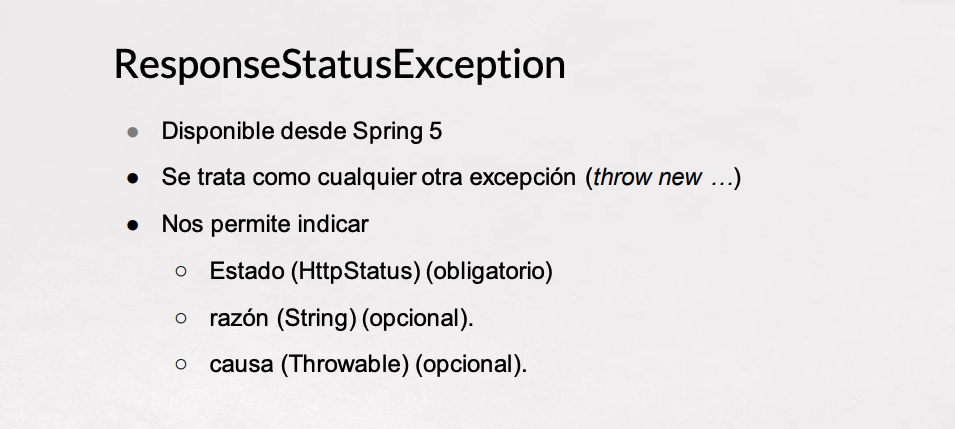 ResponseStatusException
● Disponible desde Spring 5
● Se trata como cualquier otra excepción (throw new …)
● Nos permite indicar
○ Estado (HttpStatus) (obligatorio)
○ razón (String) (opcional).
○ causa (Throwable) (opcional).